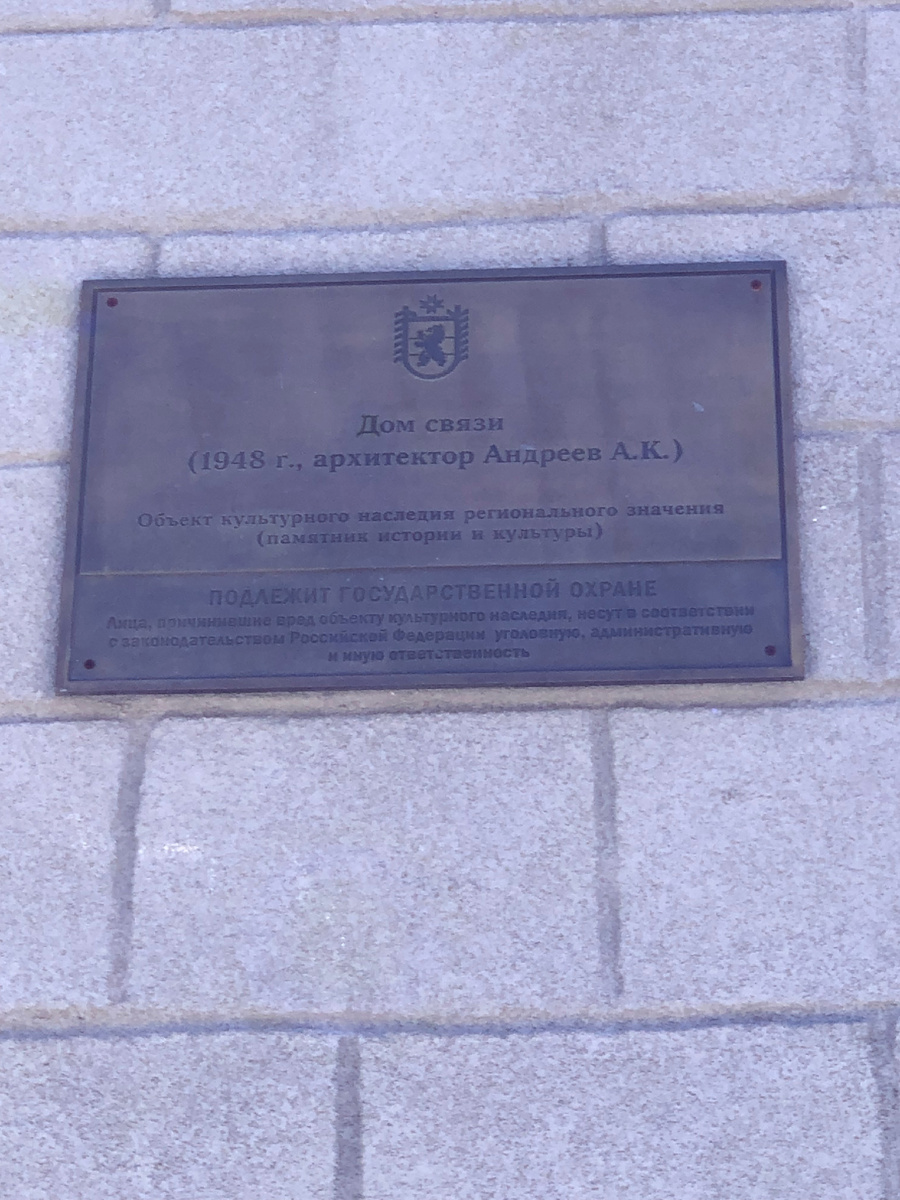 Дом связи
(1948 г., архитектор Андреев А.К.)
Объект культурного наследия регионального значения
(памятник истории и культуры)
ПОДЛЕЖИТ ГОСУДАРСТВЕННОЙ ОХРАНЕ
Лица, причинившие вред объекту культурного наследия, несут в соответствии
с законодательством Российской Федерации уголовную, административную
и иную ответственность